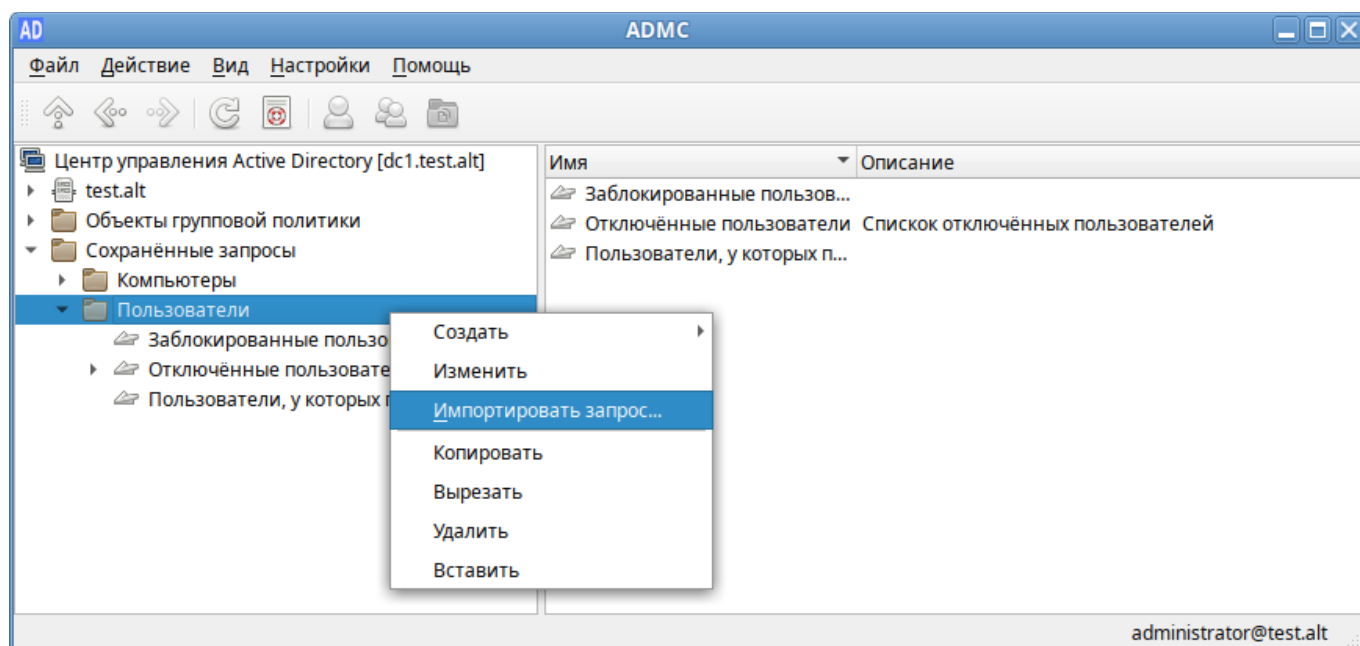 AD ADMC
Файл Действие Вид Настройки Помощь
Центр управления Active Directory [dc1.test.alt]
test.alt
Объекты групповой политики
Сохранённые запросы
Компьютеры
Пользователи
Заблокированные пользо
Отключённые пользовате
Пользователи, у которых
Имя Описание
Заблокированные пользов...
Отключённые пользователи Спискок отключённых пользователей
Пользователи, у которых п...
Создать
Изменить
Импортировать запрос...
Копировать
Вырезать
Удалить
Вставить
administrator@test.alt